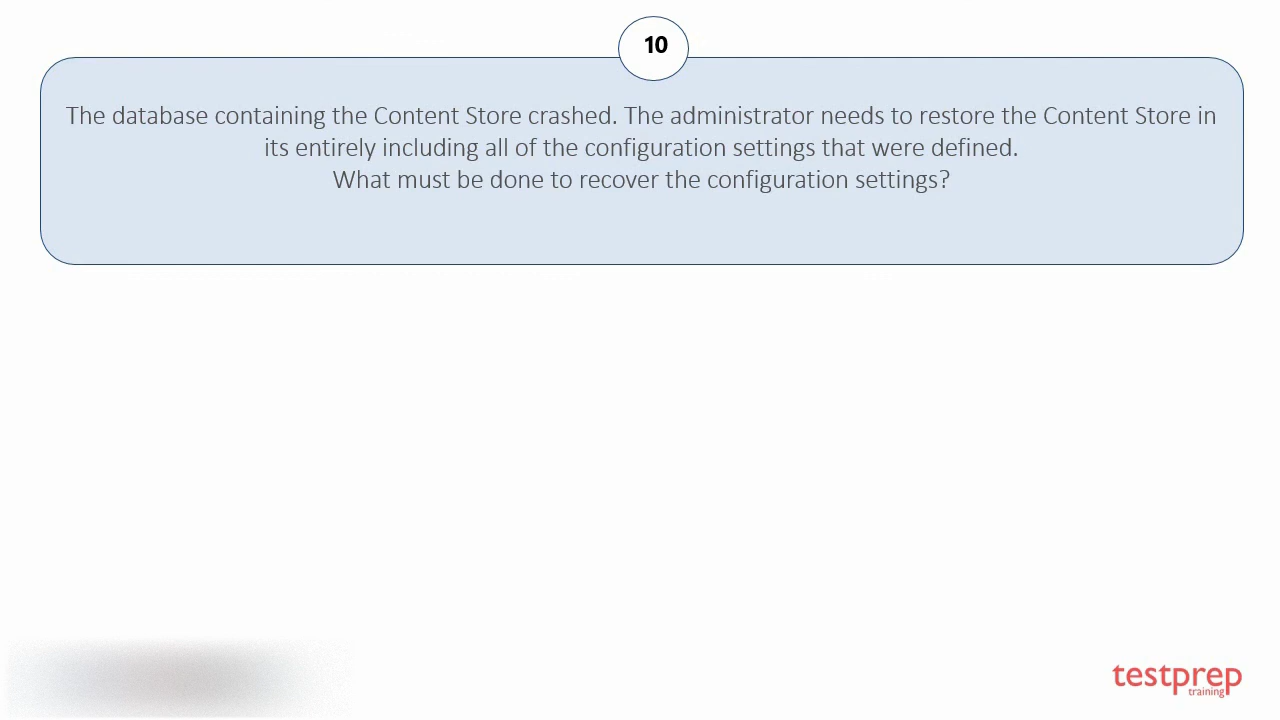 10
The database containing the Content Store crashed. The administrator needs to restore the Content Store in
its entirely including all of the configuration settings that were defined.
What must be done to recover the configuration settings?
testprep
training